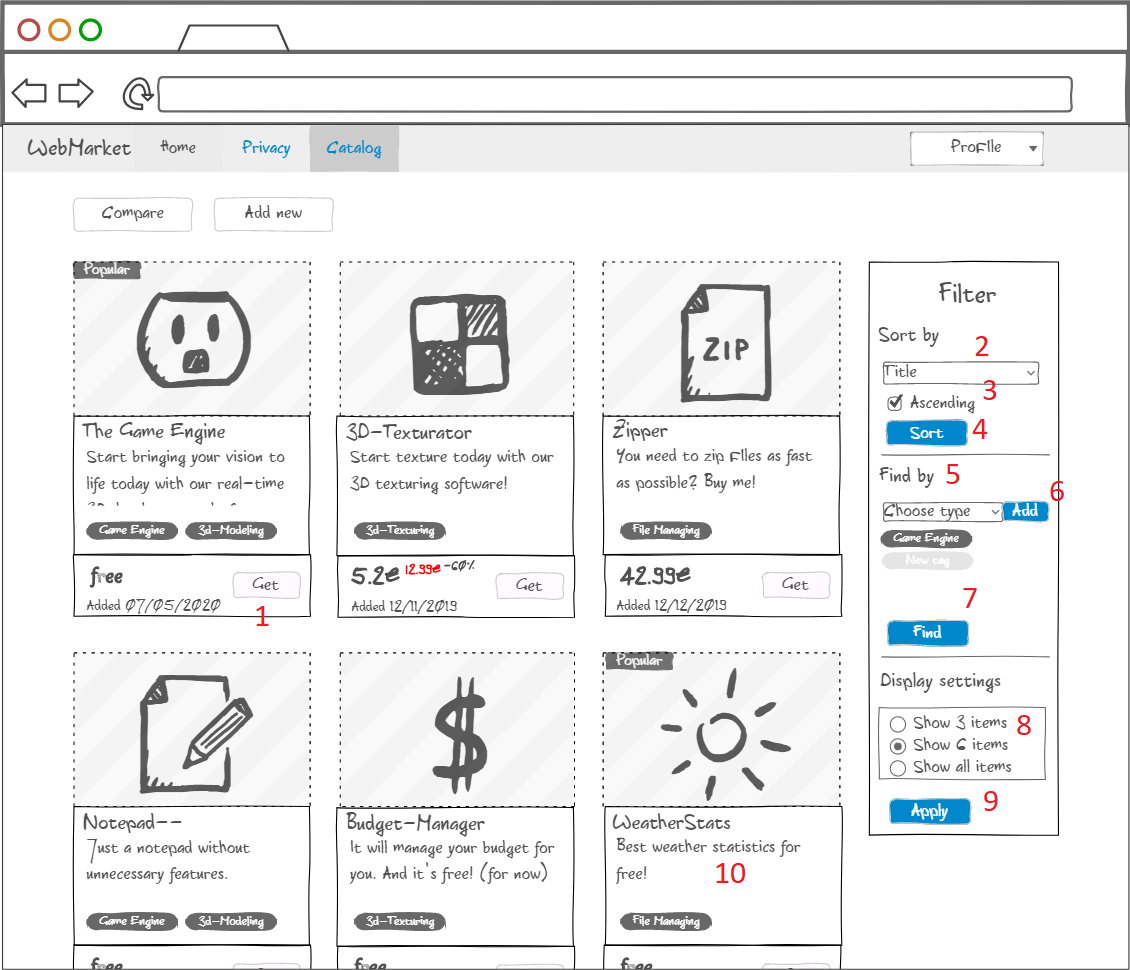 WebMarket Home Privacy Catalog Profile
Compare Add new
Popular
ZIP
The Game Engine
Start bringing your vision to
life today with our real-time
Game Engine 3d-Modeling
free
Get
Added 07/05/2020
1
3D-Texturator
Start texture today with our
3D texturing software!
3d-Texturing
5.2€ 12.99€ -60%
Get
Added 12/11/2019
Zipper
You need to zip files as fast
as possible? Buy me!
File Managing
42.99€
Get
Added 12/12/2019
Notepad--
Just a notepad without
unnecessary features.
Game Engine 3d-Modeling
free
$
Budget-Manager
It will manage your budget for
you. And it's free! (for now)
3d-Texturing
free
Popular
WeatherStats
Best weather statistics for
free!
10
File Managing
free
Filter
Sort by
2
Title
3
Ascending
Sort 4
Find by 5
6
Choose type Add
Game Engine
New tag
7
Find
Display settings
Show 3 items 8
Show 6 items
Show all items
Apply 9